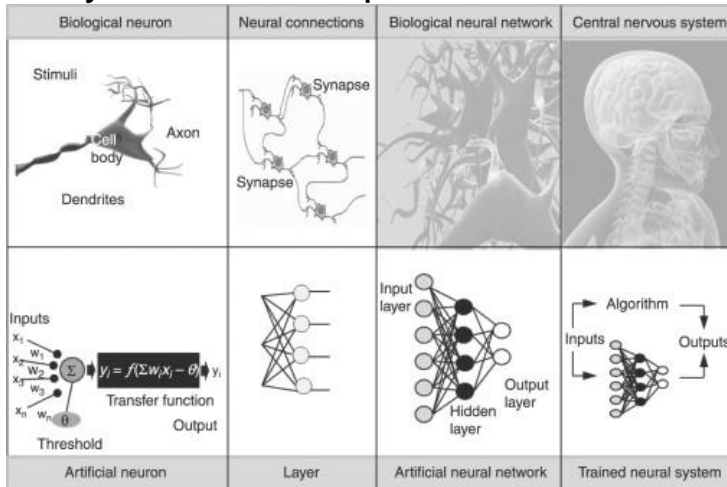 Biological neuron
Neural connections
Biological neural network
Central nervous system
Stimuli
Axon
Cell
body
Dendrites
Synapse
Synapse
Inputs
x1
w1
x2
w2
x3
w3
xn
wn
Σ
θ
Threshold
yi = f(Σwixi – θ)
yi
Transfer function
Output
Input
layer
Hidden
layer
Output
layer
Algorithm
Inputs
Outputs
Artificial neuron
Layer
Artificial neural network
Trained neural system